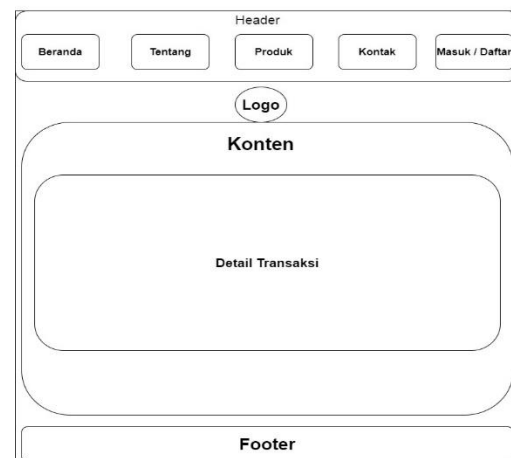 Header
Beranda
Tentang
Produk
Kontak
Masuk / Daftar
Logo
Konten
Detail Transaksi
Footer